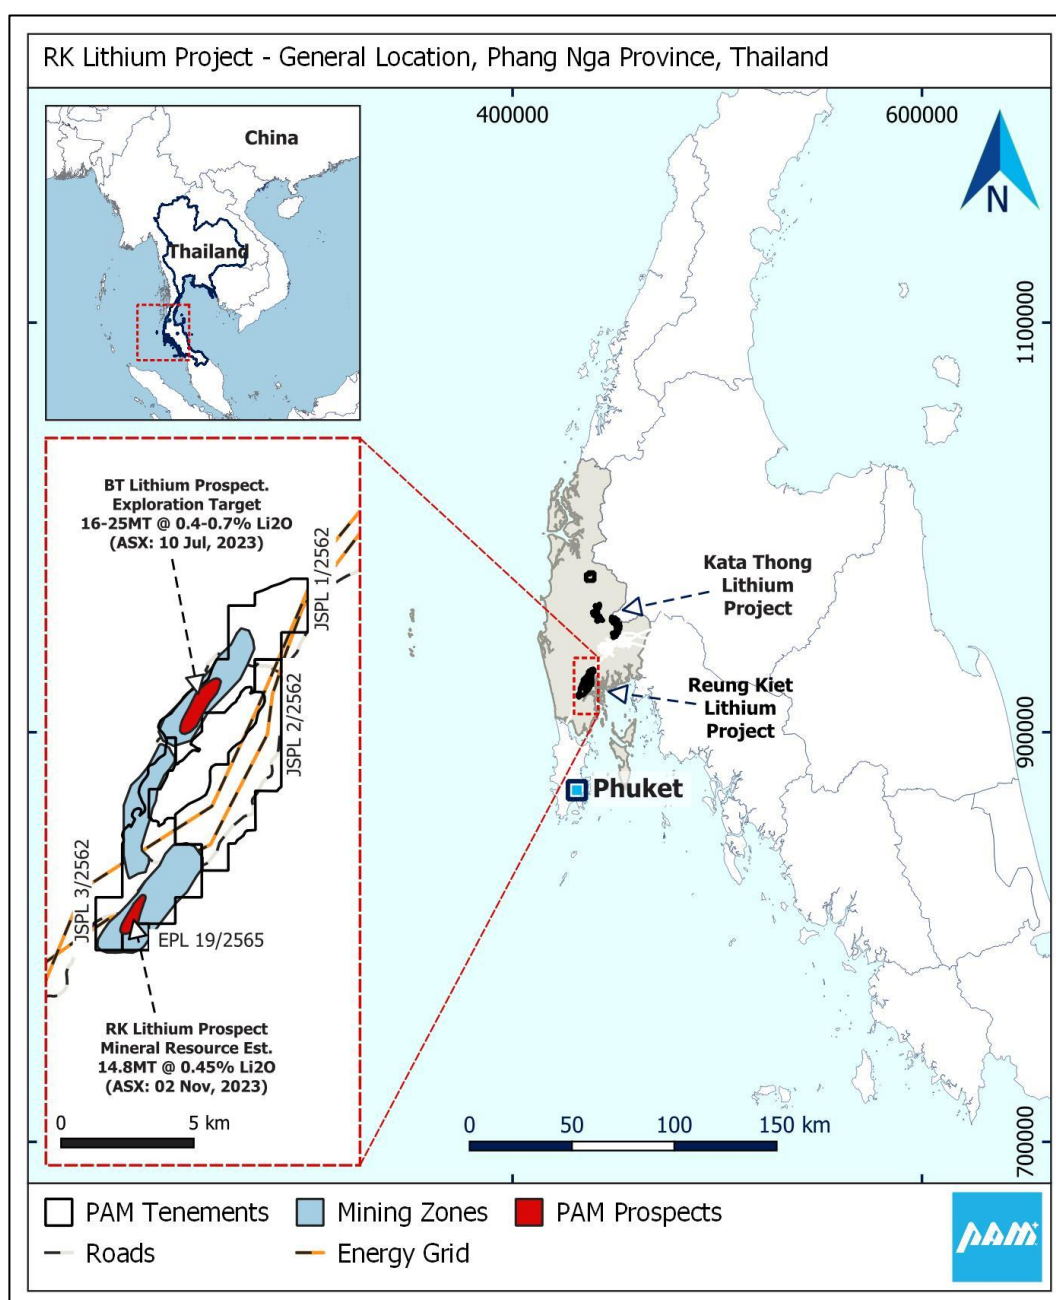 RK Lithium Project - General Location, Phang Nga Province, Thailand
400000
600000
China
Thailand
N
1100000
BT Lithium Prospect.
Exploration Target
16-25MT @ 0.4-0.7% Li2O
(ASX: 10 Jul, 2023)
JSPL 1/2562
Kata Thong
Lithium
Project
JSPL 2/2562
Reung Kiet
Lithium
Project
900000
Phuket
JSPL 3/2562
EPL 19/2565
RK Lithium Prospect
Mineral Resource Est.
14.8MT @ 0.45% Li2O
(ASX: 02 Nov, 2023)
0 5 km
0 50 100 150 km
700000
PAM Tenements
Mining Zones
PAM Prospects
Roads
Energy Grid
PAM+